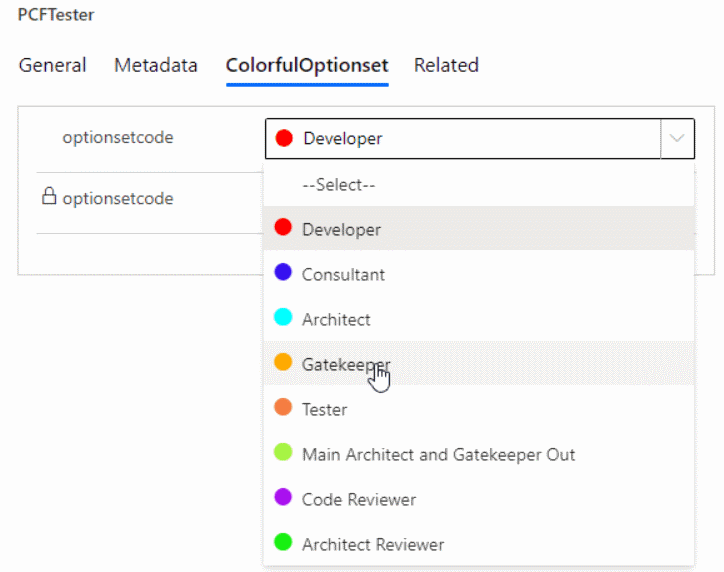 PCFTester
General Metadata ColorfulOptionset Related
optionsetcode Developer
--Select--
optionsetcode
Developer
Consultant
Architect
Gatekeeper
Tester
Main Architect and Gatekeeper Out
Code Reviewer
Architect Reviewer